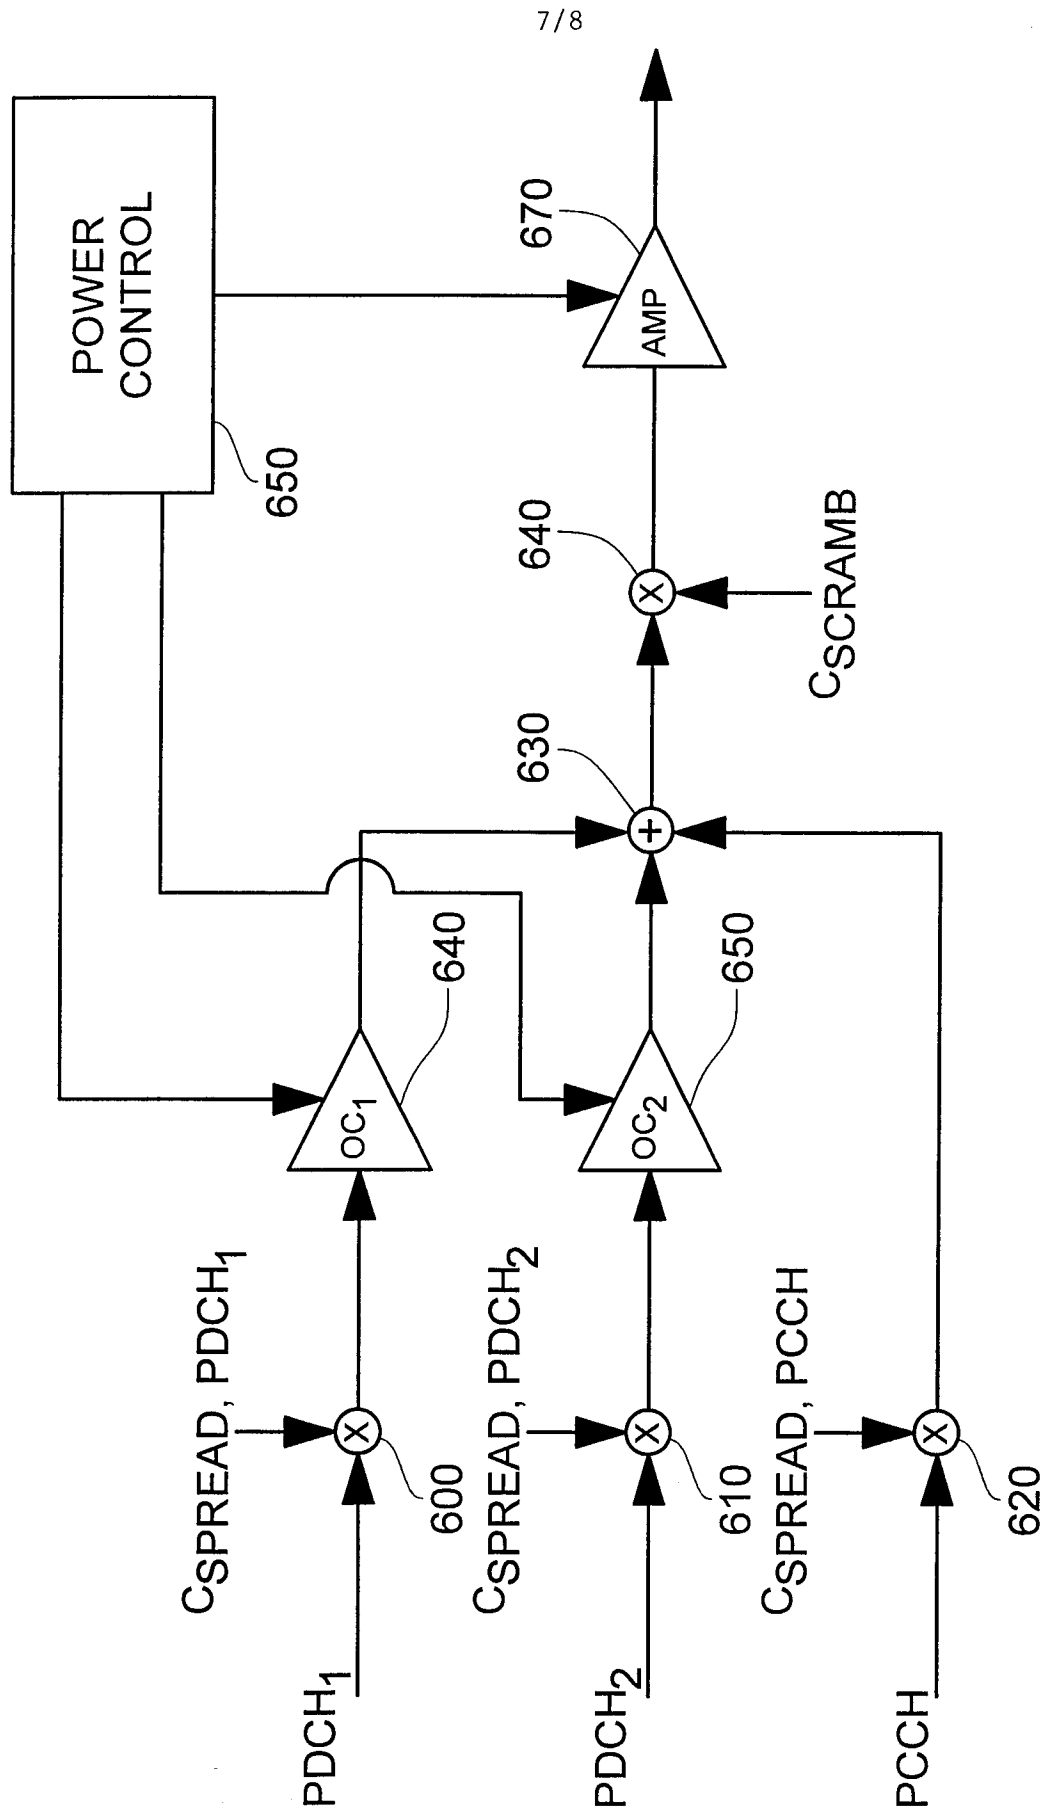 7/8
POWER
CONTROL
650
670
AMP
640
CSCRAMB
630
640
OC1
650
OC2
CSPREAD, PDCH1
600
PDCH1
CSPREAD, PDCH2
610
PDCH2
CSPREAD, PCCH
620
PCCH
X
X
X
X
+